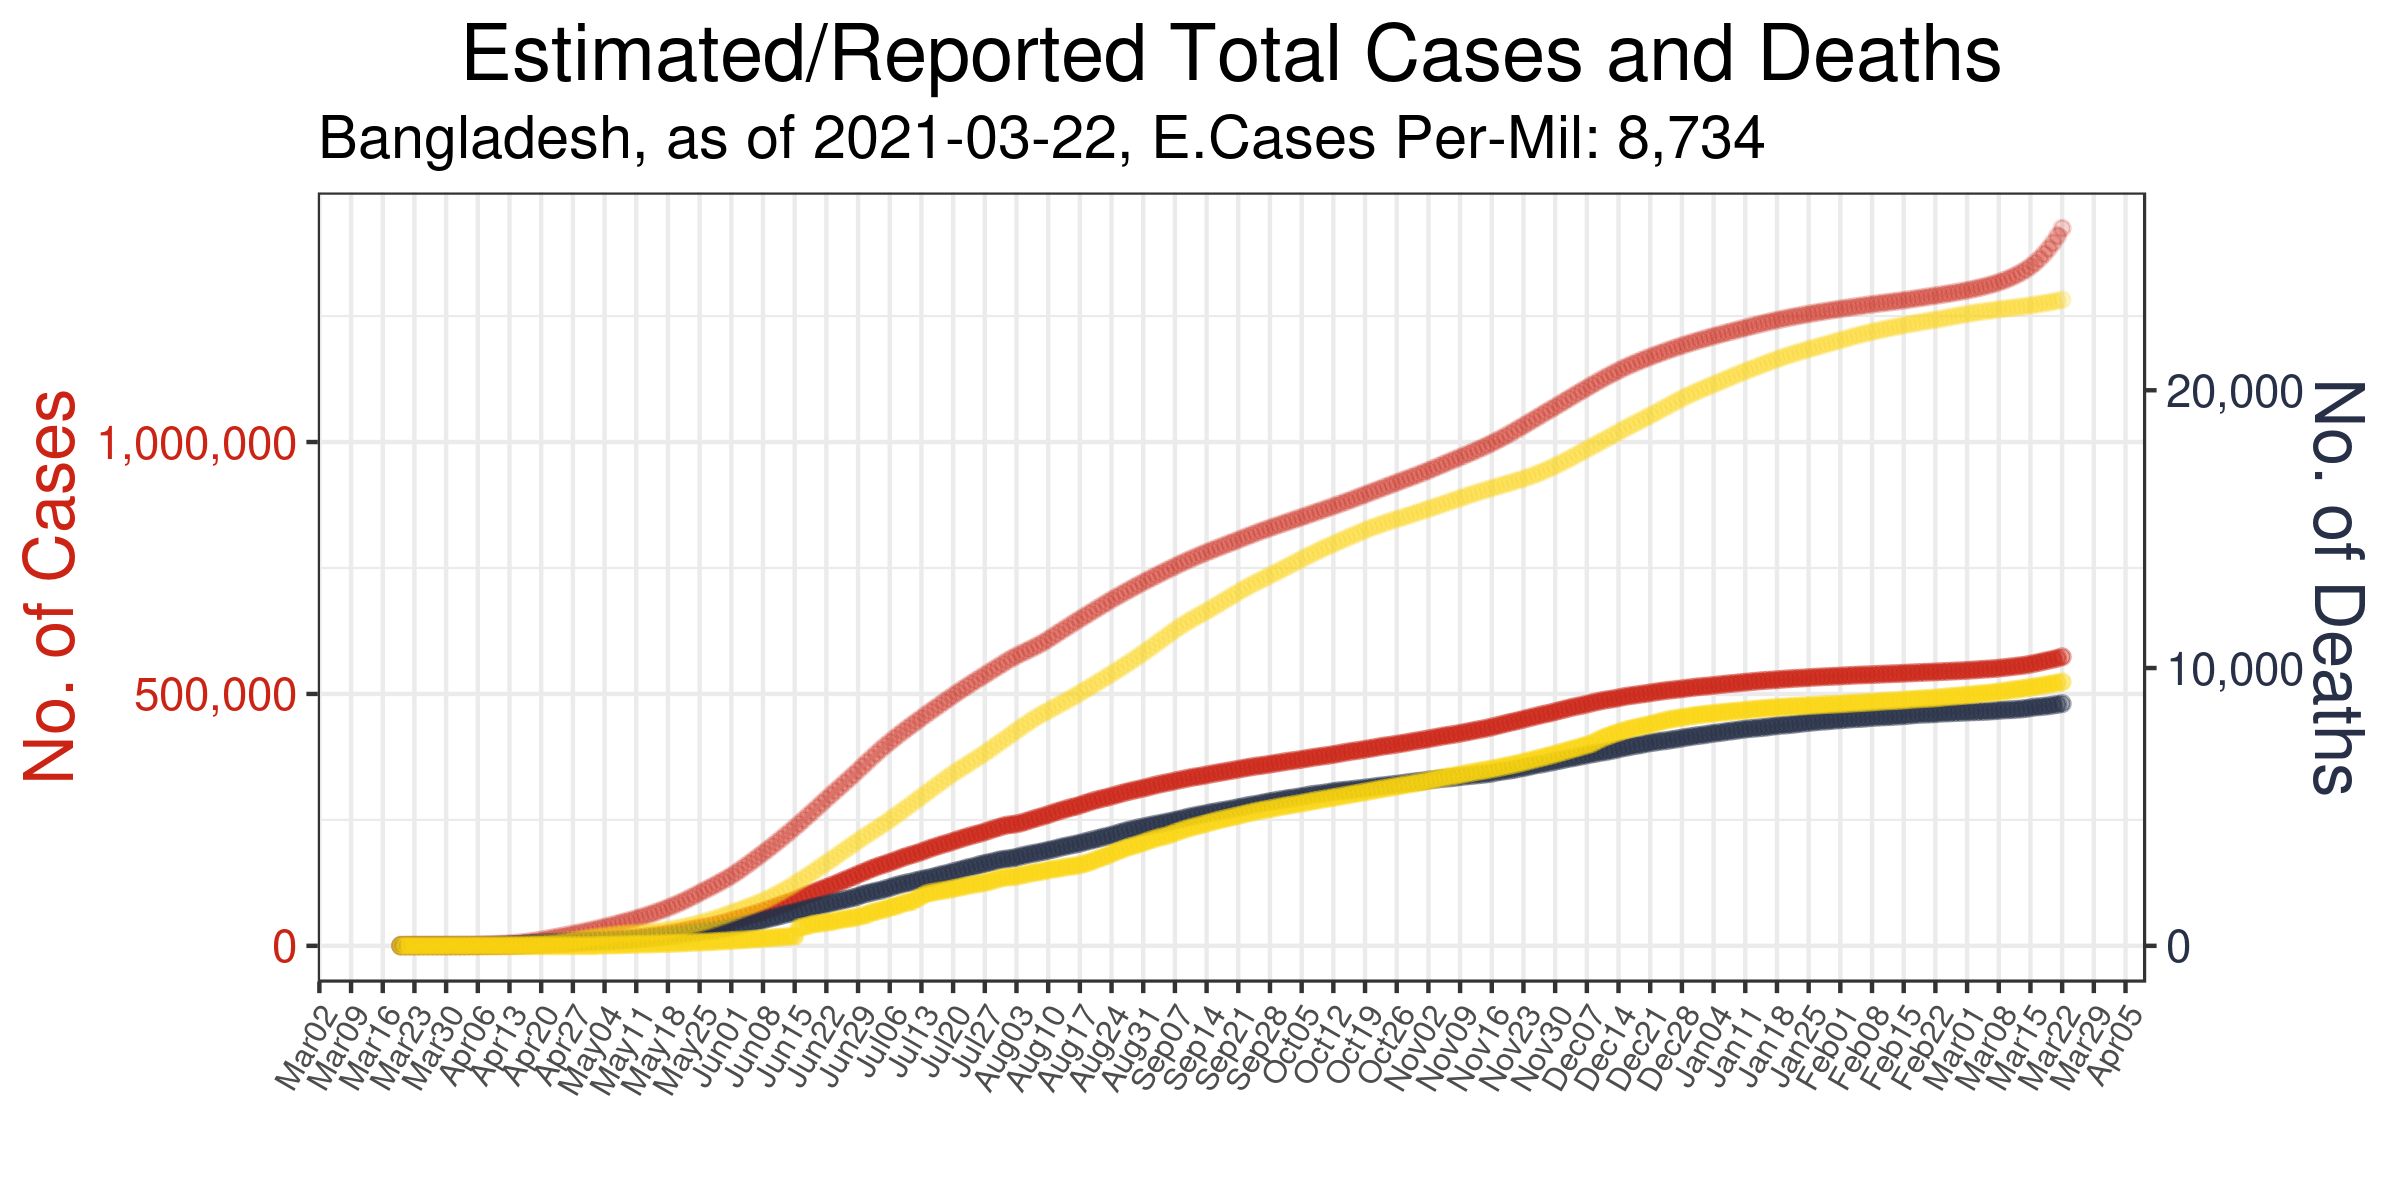 Estimated/Reported Total Cases and Deaths
Bangladesh, as of 2021-03-22, E.Cases Per-Mil: 8,734
No. of Cases
1,000,000
500,000
0
20,000
10,000
0
No. of Deaths
Mar02
Mar09
Mar16
Mar23
Mar30
Apr06
Apr13
Apr20
Apr27
May04
May11
May18
May25
Jun01
Jun08
Jun15
Jun22
Jun29
Jul06
Jul13
Jul20
Jul27
Aug03
Aug10
Aug17
Aug24
Aug31
Sep07
Sep14
Sep21
Sep28
Oct05
Oct12
Oct19
Oct26
Nov02
Nov09
Nov16
Nov23
Nov30
Dec07
Dec14
Dec21
Dec28
Jan04
Jan11
Jan18
Jan25
Feb01
Feb08
Feb15
Feb22
Mar01
Mar08
Mar15
Mar22
Mar29
Apr05